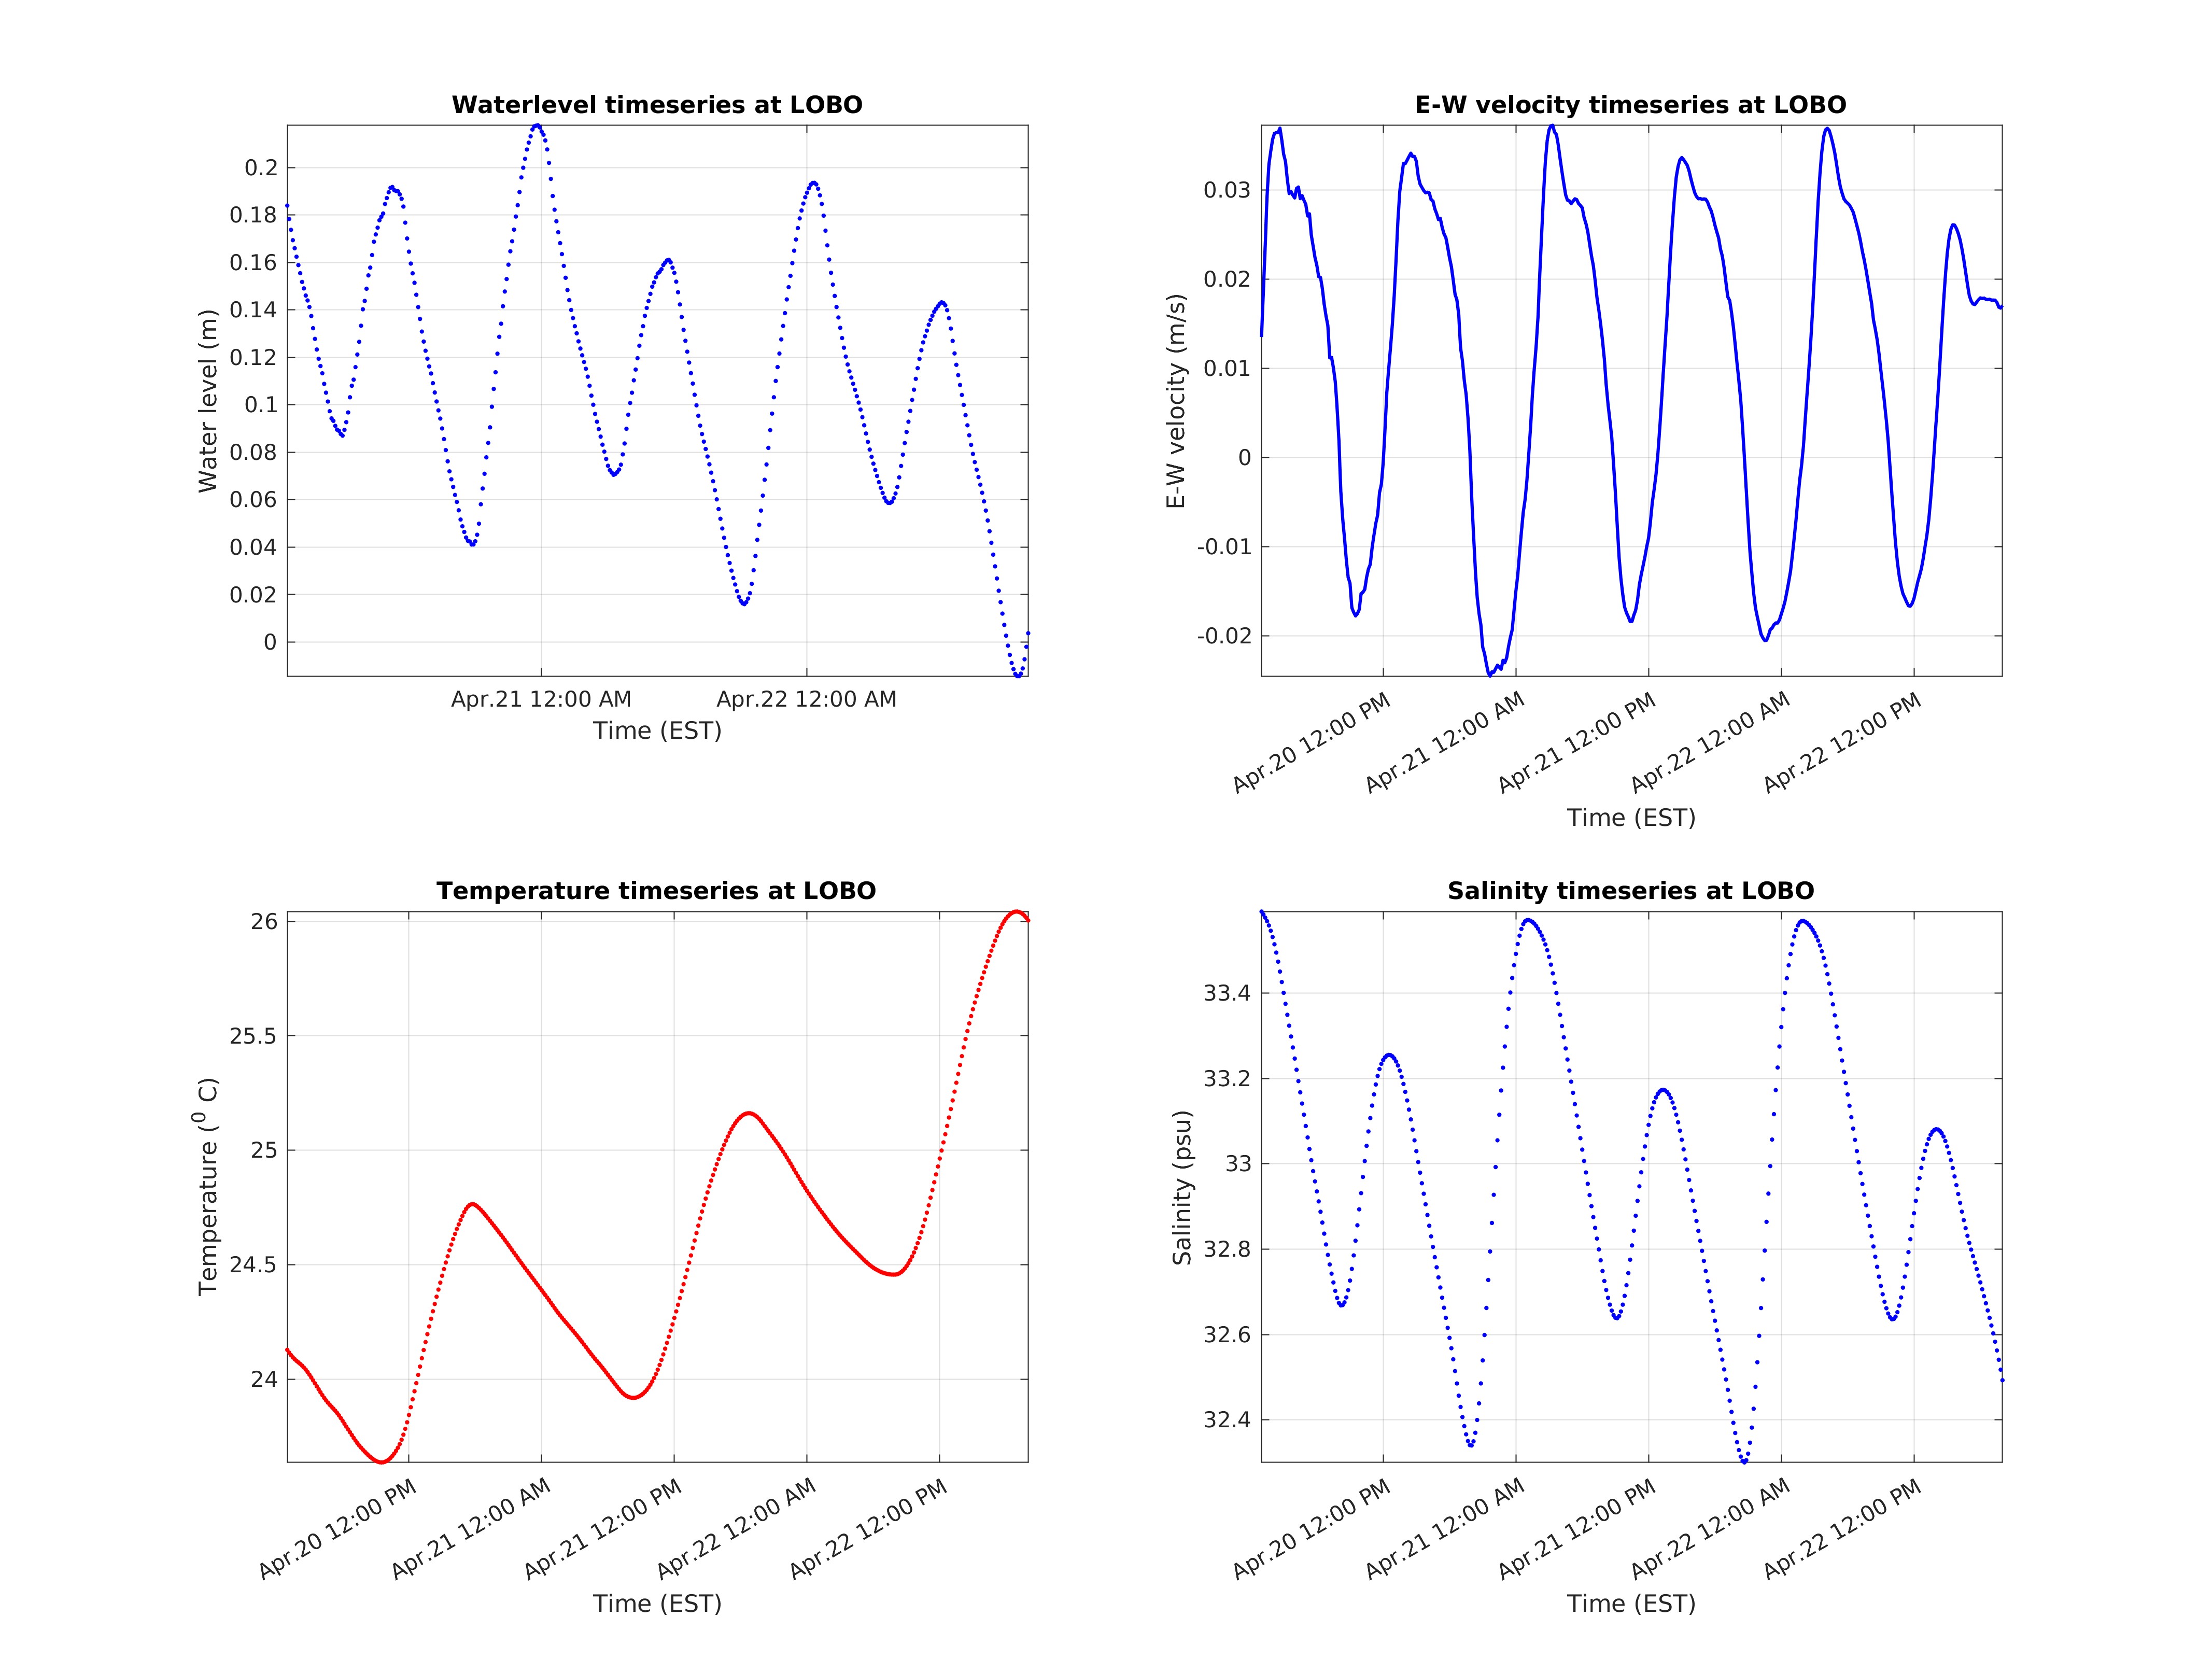 Waterlevel timeseries at LOBO
0.2
0.18
0.16
0.14
0.12
0.1
0.08
0.06
0.04
0.02
0
Water level (m)
Apr.21 12:00 AM
Apr.22 12:00 AM
Time (EST)
E-W velocity timeseries at LOBO
0.03
0.02
0.01
0
-0.01
-0.02
E-W velocity (m/s)
Apr.20 12:00 PM
Apr.21 12:00 AM
Apr.21 12:00 PM
Apr.22 12:00 AM
Apr.22 12:00 PM
Time (EST)
Temperature timeseries at LOBO
26
25.5
25
24.5
24
Temperature (⁰ C)
Apr.20 12:00 PM
Apr.21 12:00 AM
Apr.21 12:00 PM
Apr.22 12:00 AM
Apr.22 12:00 PM
Time (EST)
Salinity timeseries at LOBO
33.4
33.2
33
32.8
32.6
32.4
Salinity (psu)
Apr.20 12:00 PM
Apr.21 12:00 AM
Apr.21 12:00 PM
Apr.22 12:00 AM
Apr.22 12:00 PM
Time (EST)